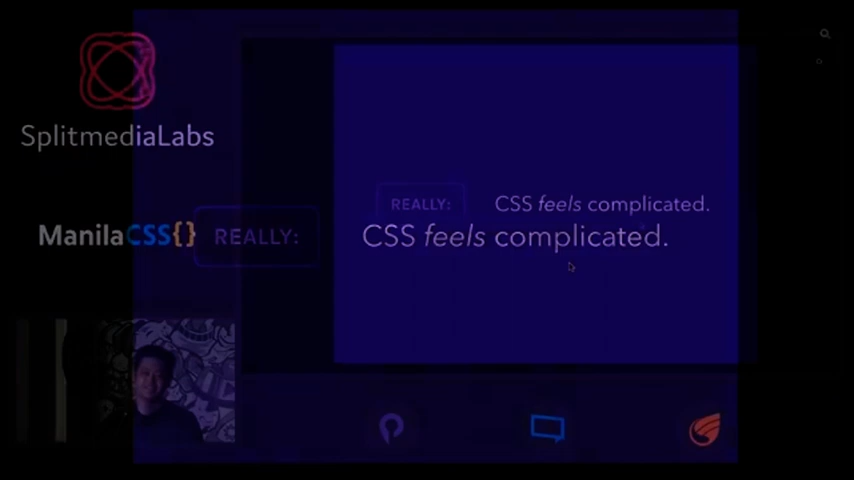 SplitmediaLabs
REALLY: CSS feels complicated.
ManilaCSS{}
REALLY: CSS feels complicated.